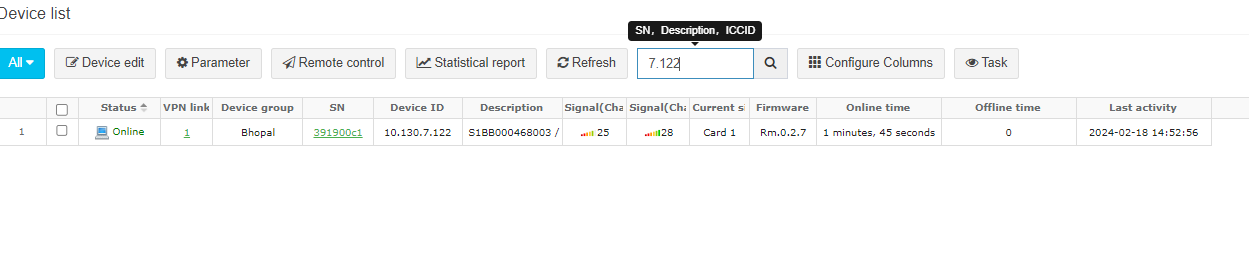 Device list
SN, Description, ICCID
All Device edit Parameter Remote control Statistical report Refresh 7.122 Configure Columns Task
Status VPN link Device group SN Device ID Description Signal(Cha Signal(Cha Current si Firmware Online time Offline time Last activity
1 Online 1 Bhopal 391900c1 10.130.7.122 S1BB000468003 / 25 28 Card 1 Rm.0.2.7 1 minutes, 45 seconds 0 2024-02-18 14:52:56